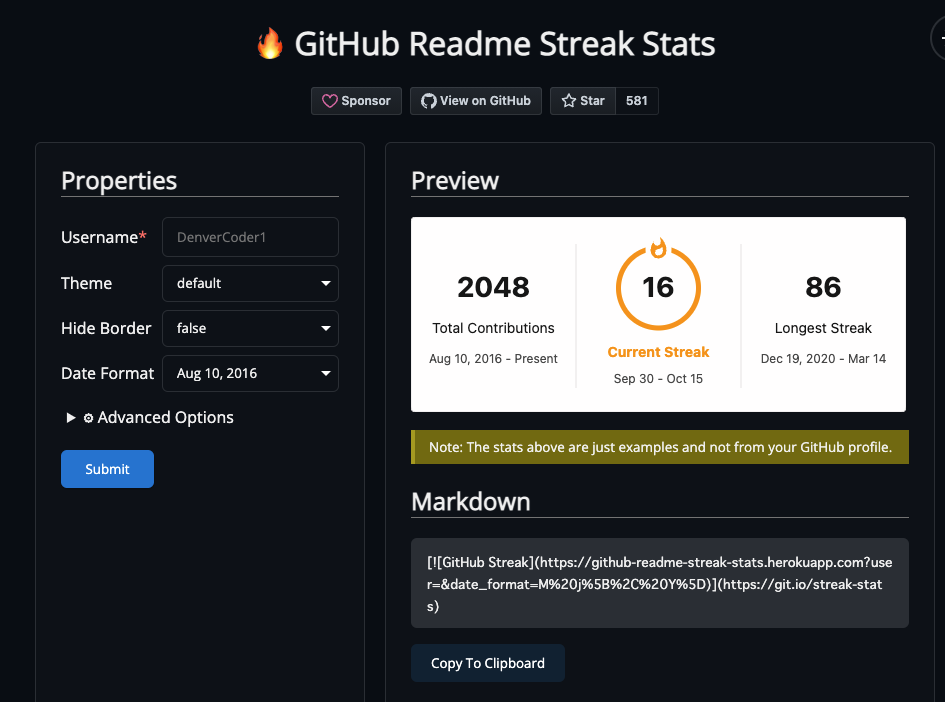 🔥 GitHub Readme Streak Stats
Sponsor
View on GitHub
Star
581
Properties
Username*
DenverCoder1
Theme
default
Hide Border
false
Date Format
Aug 10, 2016
⚙ Advanced Options
Submit
Preview
2048
Total Contributions
Aug 10, 2016 - Present
16
Current Streak
Sep 30 - Oct 15
86
Longest Streak
Dec 19, 2020 - Mar 14
Note: The stats above are just examples and not from your GitHub profile.
Markdown
[![GitHub Streak](https://github-readme-streak-stats.herokuapp.com?use
r=&date_format=M%20j%5B%2C%20Y%5D)](https://git.io/streak-stat
s)
Copy To Clipboard